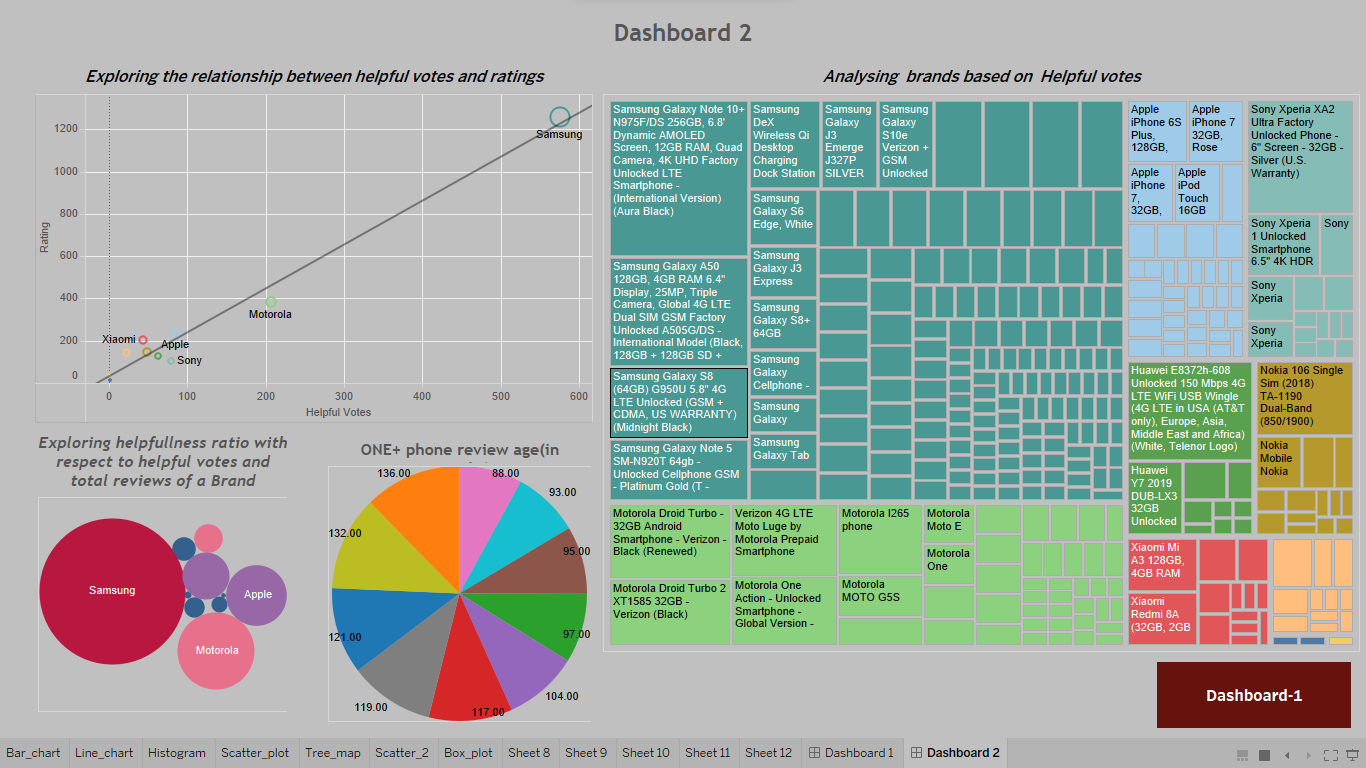 Dashboard 2
Exploring the relationship between helpful votes and ratings
Rating
1200
1000
800
600
400
200
0
Samsung
Motorola
Xiaomi
Apple
Sony
0
100
200
300
400
500
600
Helpful Votes
Exploring helpfullness ratio with
respect to helpful votes and
total reviews of a Brand
Samsung
Apple
Motorola
ONE+ phone review age(in
136.00
88.00
93.00
95.00
97.00
104.00
117.00
119.00
121.00
132.00
Analysing brands based on Helpful votes
Samsung Galaxy Note 10+
N975F/DS 256GB, 6.8'
Dynamic AMOLED
Screen, 12GB RAM, Quad
Camera, 4K UHD Factory
Unlocked LTE
Smartphone -
(International Version)
(Aura Black)
Samsung Galaxy A50
128GB, 4GB RAM 6.4"
Display, 25MP, Triple
Camera, Global 4G LTE
Dual SIM GSM Factory
Unlocked A505G/DS -
International Model (Black,
128GB + 128GB SD +
Samsung Galaxy S8
(64GB) G950U 5.8" 4G
LTE Unlocked (GSM +
CDMA, US WARRANTY)
(Midnight Black)
Samsung Galaxy Note 5
SM-N920T 64gb -
Unlocked Cellphone GSM
- Platinum Gold (T -
Samsung
DeX
Wireless Qi
Desktop
Charging
Dock Station
Samsung
Galaxy
J3
Emerge
J327P
SILVER
Samsung
Galaxy
S10e
Verizon +
GSM
Unlocked
Samsung
Galaxy S6
Edge, White
Samsung
Galaxy J3
Express
Samsung
Galaxy S8+
64GB
Samsung
Galaxy
Cellphone -
Samsung
Galaxy
Samsung
Galaxy Tab
Apple
iPhone 6S
Plus,
128GB,
Apple
iPhone 7
32GB,
Rose
Apple
iPhone
7,
32GB,
Apple
iPod
Touch
16GB
Sony Xperia XA2
Ultra Factory
Unlocked Phone -
6" Screen - 32GB -
Silver (U.S.
Warranty)
Sony Xperia
1 Unlocked
Smartphone
6.5" 4K HDR
Sony
Sony
Xperia
Sony
Xperia
Huawei E8372h-608
Unlocked 150 Mbps 4G
LTE WiFi USB Wingle
(4G LTE in USA (AT&T
only), Europe, Asia,
Middle East and Africa)
(White, Telenor Logo)
Huawei
Y7 2019
DUB-LX3
32GB
Unlocked
Nokia 106 Single
Sim (2018)
TA-1190
Dual-Band
(850/1900)
Nokia
Mobile
Nokia
Motorola Droid Turbo -
32GB Android
Smartphone - Verizon -
Black (Renewed)
Motorola Droid Turbo 2
XT1585 32GB -
Verizon (Black)
Verizon 4G LTE
Moto Luge by
Motorola Prepaid
Smartphone
Motorola One
Action - Unlocked
Smartphone -
Global Version -
Motorola I265
phone
Motorola
MOTO G5S
Motorola
Moto E
Motorola
One
Xiaomi Mi
A3 128GB,
4GB RAM
Xiaomi
Redmi 8A
(32GB, 2GB
Dashboard-1
Bar_chart
Line_chart
Histogram
Scatter_plot
Tree_map
Scatter_2
Box_plot
Sheet 8
Sheet 9
Sheet 10
Sheet 11
Sheet 12
Dashboard 1
Dashboard 2